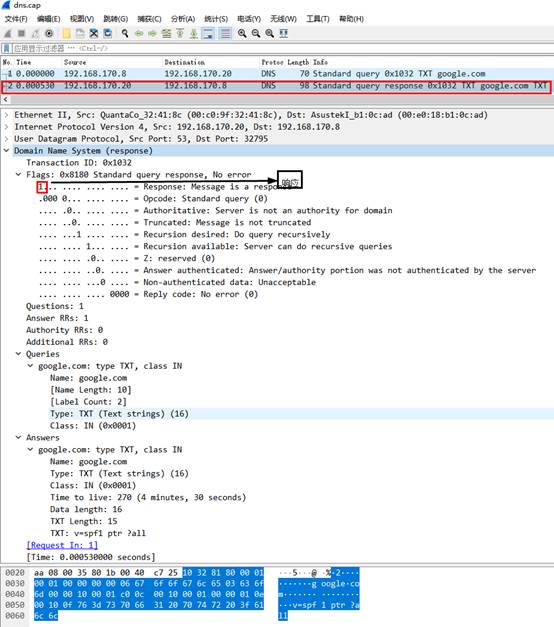 dns.cap
文件(F) 编辑(E) 视图(V) 跳转(G) 捕获(C) 分析(A) 统计(S) 电话(Y) 无线(W) 工具(T) 帮助(H)
应用显示过滤器 … <Ctrl-/>
No. Time Source Destination Protoc Length Info
1 0.000000 192.168.170.8 192.168.170.20 DNS 70 Standard query 0x1032 TXT google.com
2 0.000530 192.168.170.20 192.168.170.8 DNS 98 Standard query response 0x1032 TXT google.com TXT
Ethernet II, Src: QuantaCo_32:41:8c (00:c0:9f:32:41:8c), Dst: AsustekI_b1:0c:ad (00:e0:18:b1:0c:ad)
Internet Protocol Version 4, Src: 192.168.170.20, Dst: 192.168.170.8
User Datagram Protocol, Src Port: 53, Dst Port: 32795
Domain Name System (response)
Transaction ID: 0x1032
Flags: 0x8180 Standard query response, No error
响应
1... .... .... .... = Response: Message is a response
.000 0... .... .... = Opcode: Standard query (0)
.... .0.. .... .... = Authoritative: Server is not an authority for domain
.... ..0. .... .... = Truncated: Message is not truncated
.... ...1 .... .... = Recursion desired: Do query recursively
.... .... 1... .... = Recursion available: Server can do recursive queries
.... .... .0.. .... = Z: reserved (0)
.... .... ..0. .... = Answer authenticated: Answer/authority portion was not authenticated by the server
.... .... ...0 .... = Non-authenticated data: Unacceptable
.... .... .... 0000 = Reply code: No error (0)
Questions: 1
Answer RRs: 1
Authority RRs: 0
Additional RRs: 0
Queries
google.com: type TXT, class IN
Name: google.com
[Name Length: 10]
[Label Count: 2]
Type: TXT (Text strings) (16)
Class: IN (0x0001)
Answers
google.com: type TXT, class IN
Name: google.com
Type: TXT (Text strings) (16)
Class: IN (0x0001)
Time to live: 270 (4 minutes, 30 seconds)
Data length: 16
TXT Length: 15
TXT: v=spf1 ptr ?all
[Request In: 1]
[Time: 0.000530000 seconds]
0020 aa 08 00 35 80 1b 00 40 c7 25 10 32 81 80 00 01 ···5···@ ·%·2····
0030 00 01 00 00 00 00 06 67 6f 6f 67 6c 65 03 63 6f ·······g oogle·co
0040 6d 00 00 10 00 01 c0 0c 00 10 00 01 00 00 01 0e m······· ········
0050 00 10 0f 76 3d 73 70 66 31 20 70 74 72 20 3f 61 ···v=spf 1 ptr ?a
0060 6c 6c ll